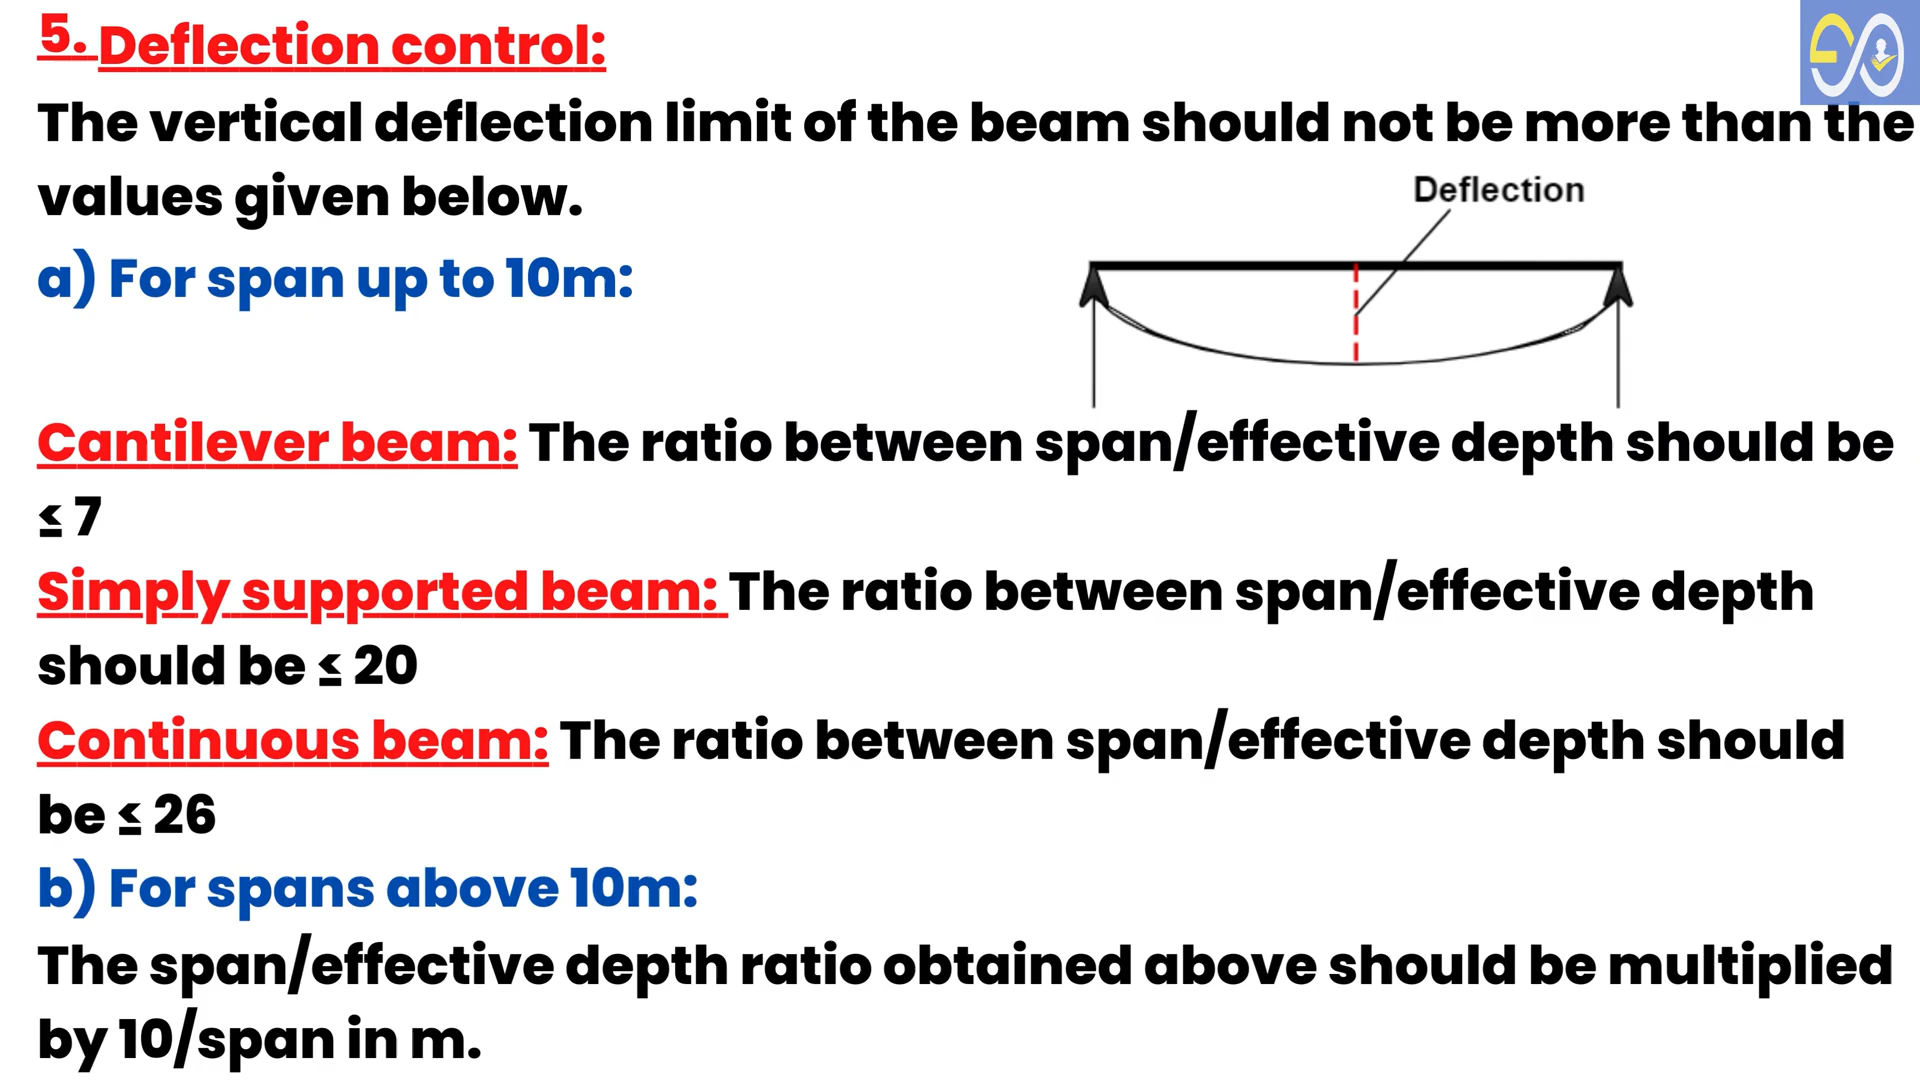 5. Deflection control:
The vertical deflection limit of the beam should not be more than the
values given below.
Deflection
a) For span up to 10m:
Cantilever beam: The ratio between span/effective depth should be
≤ 7
Simply supported beam: The ratio between span/effective depth
should be ≤ 20
Continuous beam: The ratio between span/effective depth should
be ≤ 26
b) For spans above 10m:
The span/effective depth ratio obtained above should be multiplied
by 10/span in m.